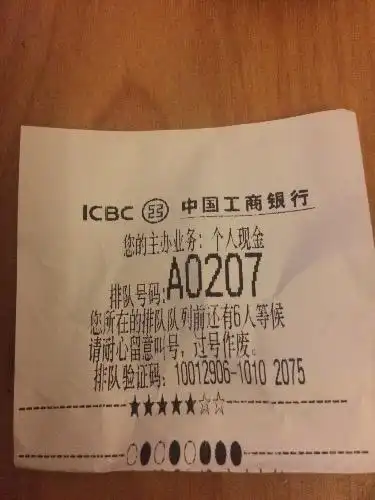 ICBC 中国工商银行
您的主办业务: 个人现金
排队号码:A0207
您所在的排队队列前还有6人等候
请耐心留意叫号，过号作废。
排队验证码: 10012906-1010 2075